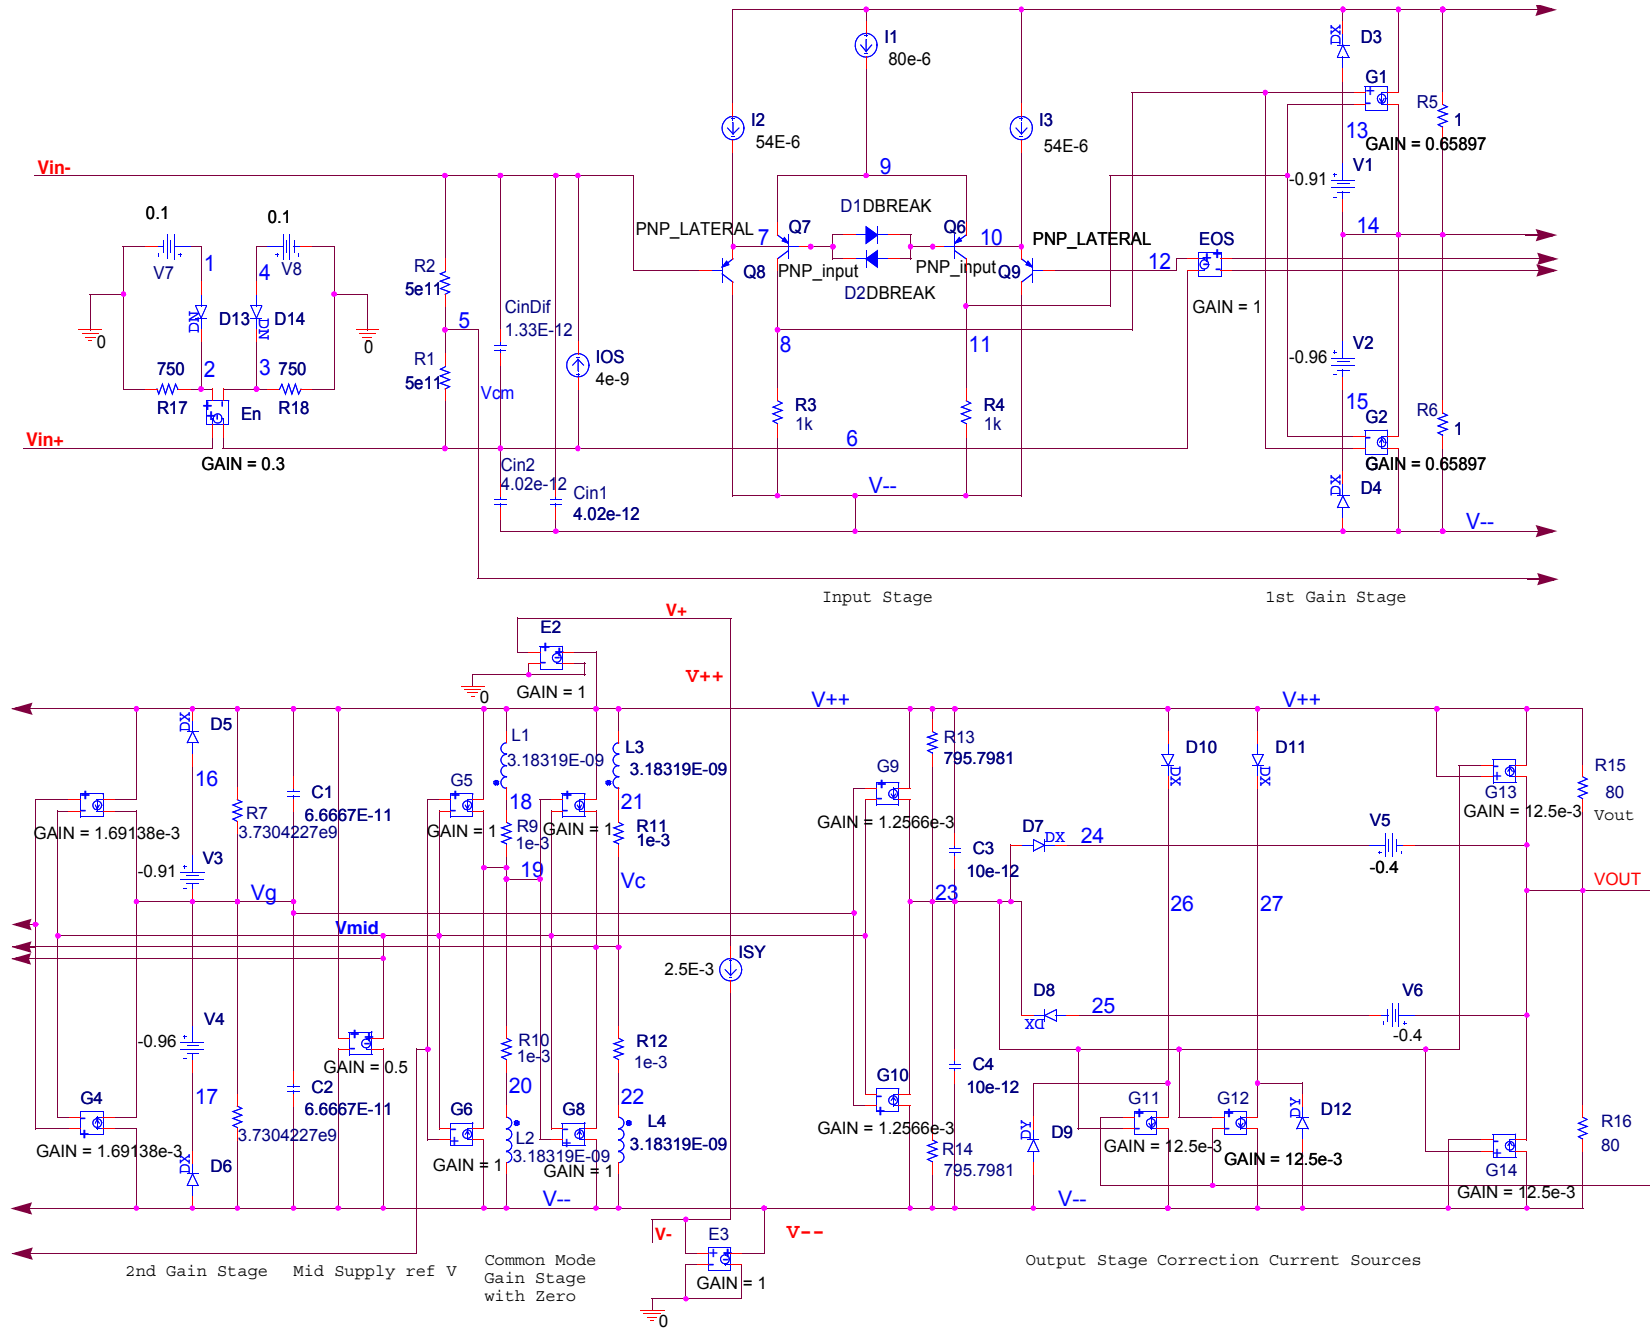 I1
80e-6
I2
54E-6
I3
54E-6
DX
D3
G1
R5
1
13
GAIN = 0.65897
V1
-0.91
14
Vin-
0.1
0.1
V7
V8
1
4
0
0
DN
D13
D14
DN
750
2
3
750
R17
R18
En
Vin+
GAIN = 0.3
R2
5e11
5
R1
5e11
CinDif
1.33E-12
Vcm
IOS
4e-9
Cin2
4.02e-12
Cin1
4.02e-12
9
D1DBREAK
PNP_LATERAL
Q7
7
Q6
10
PNP_LATERAL
Q8
PNP_input
PNP_input
Q9
D2DBREAK
12
EOS
GAIN = 1
8
11
R3
1k
R4
1k
6
V--
V2
-0.96
15
G2
R6
1
GAIN = 0.65897
DX
D4
V--
Input Stage
1st Gain Stage
V+
E2
V++
0
GAIN = 1
V++
V++
DX
D5
16
R7
3.7304227e9
C1
6.6667E-11
GAIN = 1.69138e-3
V3
-0.91
Vg
Vmid
L1
3.18319E-09
L3
3.18319E-09
G5
18
21
GAIN = 1
GAIN = 1
R9
1e-3
R11
1e-3
19
Vc
ISY
2.5E-3
V4
-0.96
17
G4
GAIN = 1.69138e-3
DX
D6
3.7304227e9
C2
6.6667E-11
GAIN = 0.5
R10
1e-3
R12
1e-3
20
22
G6
G8
L2
3.18319E-09
L4
3.18319E-09
GAIN = 1
GAIN = 1
V--
V-
V--
E3
GAIN = 1
0
2nd Gain Stage
Mid Supply ref V
Common Mode
Gain Stage
with Zero
R13
795.7981
G9
GAIN = 1.2566e-3
C3
10e-12
23
D7
DX
24
V5
-0.4
D10
DX
D11
DX
26
27
G13
GAIN = 12.5e-3
R15
80
Vout
VOUT
D8
DX
25
V6
-0.4
C4
10e-12
G10
GAIN = 1.2566e-3
R14
795.7981
DY
D9
G11
GAIN = 12.5e-3
G12
GAIN = 12.5e-3
DY
D12
R16
80
G14
GAIN = 12.5e-3
V--
Output Stage Correction Current Sources